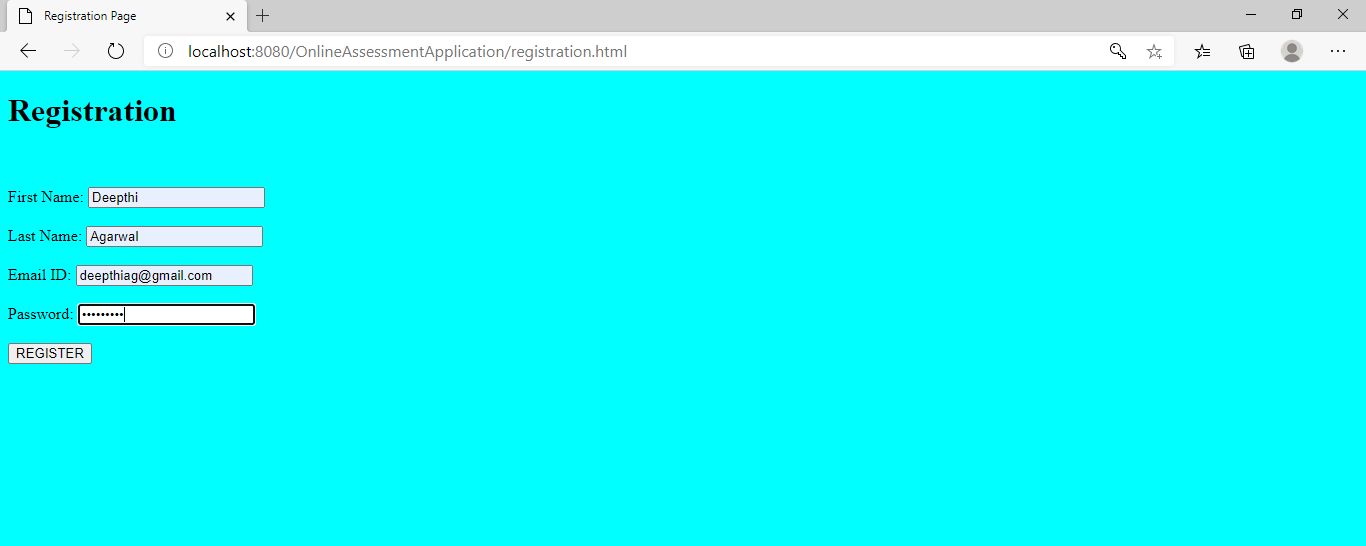 Registration Page
localhost:8080/OnlineAssessmentApplication/registration.html
Registration
First Name: Deepthi
Last Name: Agarwal
Email ID: deepthiag@gmail.com
Password: •••••••••
REGISTER